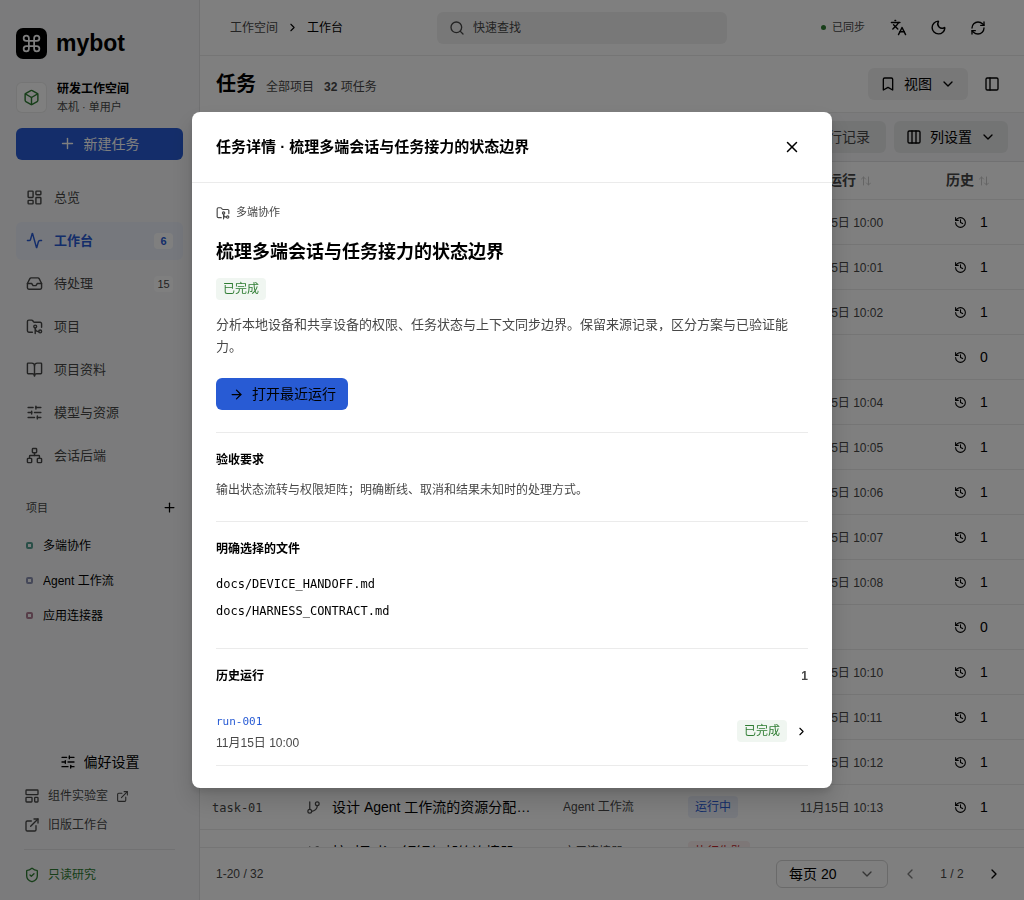 mybot
研发工作空间
本机 · 单用户
新建任务
总览
工作台 6
待处理 15
项目
项目资料
模型与资源
会话后端
项目
多端协作
Agent 工作流
应用连接器
偏好设置
组件实验室
旧版工作台
只读研究
工作空间 工作台
快速查找
已同步
任务 全部项目 32 项任务
视图
行记录 列设置
运行 历史
5日 10:00 1
5日 10:01 1
5日 10:02 1
0
5日 10:04 1
5日 10:05 1
5日 10:06 1
5日 10:07 1
5日 10:08 1
0
5日 10:10 1
5日 10:11 1
5日 10:12 1
任务详情 · 梳理多端会话与任务接力的状态边界
多端协作
梳理多端会话与任务接力的状态边界
已完成
分析本地设备和共享设备的权限、任务状态与上下文同步边界。保留来源记录，区分方案与已验证能
力。
打开最近运行
验收要求
输出状态流转与权限矩阵；明确断线、取消和结果未知时的处理方式。
明确选择的文件
docs/DEVICE_HANDOFF.md
docs/HARNESS_CONTRACT.md
历史运行 1
run-001
11月15日 10:00
已完成
task-01 设计 Agent 工作流的资源分配… Agent 工作流 运行中 11月15日 10:13 1
1-20 / 32 每页 20 1 / 2